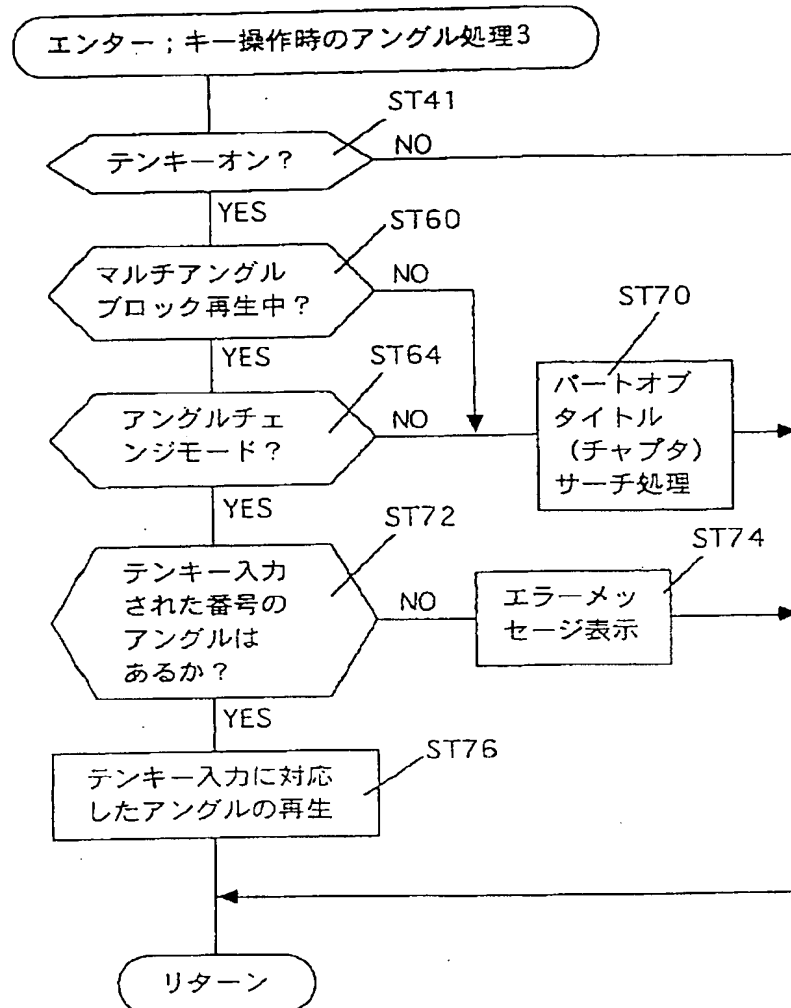 エンター；キー操作時のアングル処理3
ST41
テンキーオン？
NO
YES
ST60
マルチアングル
ブロック再生中？
NO
YES
ST64
アングルチェ
ンジモード？
NO
YES
ST70
パートオブ
タイトル
（チャプタ）
サーチ処理
ST72
テンキー入力
された番号の
アングルは
あるか？
NO
YES
ST74
エラーメッ
セージ表示
ST76
テンキー入力に対応
したアングルの再生
リターン